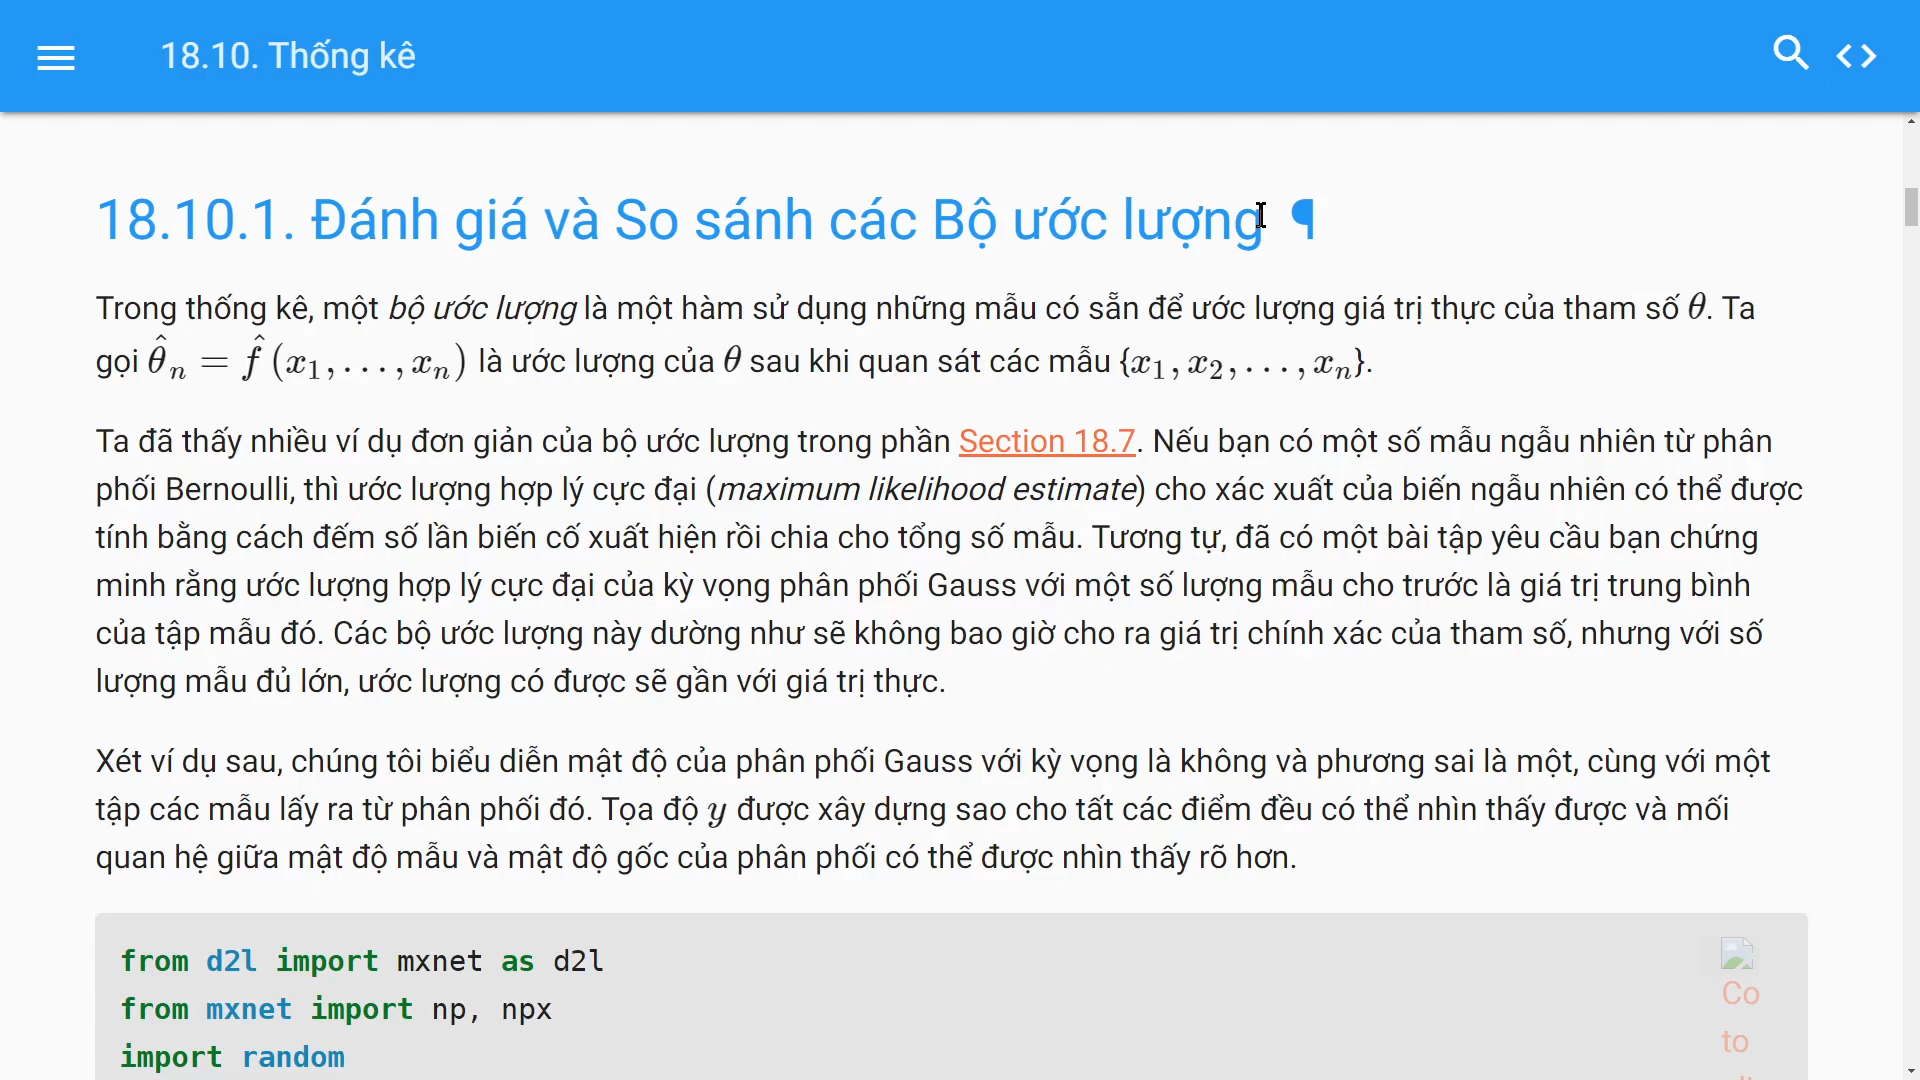 18.10. Thống kê
18.10.1. Đánh giá và So sánh các Bộ ước lượng ¶
Trong thống kê, một bộ ước lượng là một hàm sử dụng những mẫu có sẵn để ước lượng giá trị thực của tham số θ. Ta
gọi θ̂ₙ = f̂(x₁, . . . , xₙ) là ước lượng của θ sau khi quan sát các mẫu {x₁, x₂, . . . , xₙ}.
Ta đã thấy nhiều ví dụ đơn giản của bộ ước lượng trong phần Section 18.7. Nếu bạn có một số mẫu ngẫu nhiên từ phân
phối Bernoulli, thì ước lượng hợp lý cực đại (maximum likelihood estimate) cho xác xuất của biến ngẫu nhiên có thể được
tính bằng cách đếm số lần biến cố xuất hiện rồi chia cho tổng số mẫu. Tương tự, đã có một bài tập yêu cầu bạn chứng
minh rằng ước lượng hợp lý cực đại của kỳ vọng phân phối Gauss với một số lượng mẫu cho trước là giá trị trung bình
của tập mẫu đó. Các bộ ước lượng này dường như sẽ không bao giờ cho ra giá trị chính xác của tham số, nhưng với số
lượng mẫu đủ lớn, ước lượng có được sẽ gần với giá trị thực.
Xét ví dụ sau, chúng tôi biểu diễn mật độ của phân phối Gauss với kỳ vọng là không và phương sai là một, cùng với một
tập các mẫu lấy ra từ phân phối đó. Tọa độ y được xây dựng sao cho tất các điểm đều có thể nhìn thấy được và mối
quan hệ giữa mật độ mẫu và mật độ gốc của phân phối có thể được nhìn thấy rõ hơn.
from d2l import mxnet as d2l
from mxnet import np, npx
import random
Co
to